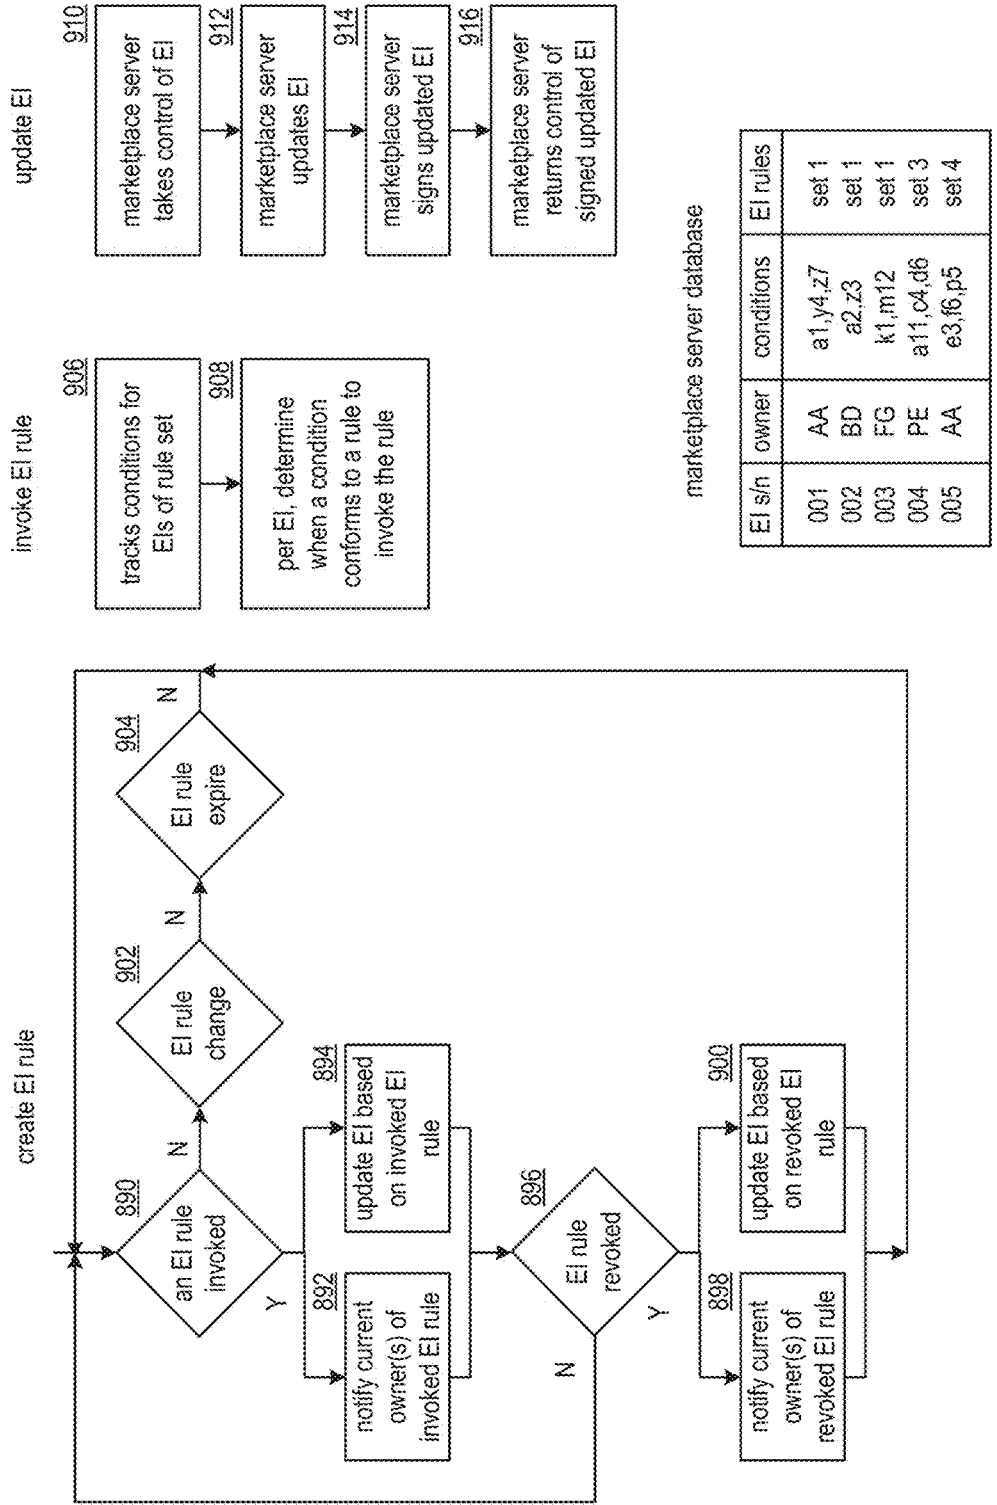 create EI rule
890
an EI rule
invoked
N
902
EI rule
change
N
904
EI rule
expire
N
Y
892
notify current
owner(s) of
invoked EI rule
894
update EI based
on invoked EI
rule
896
EI rule
revoked
N
Y
898
notify current
owner(s) of
revoked EI rule
900
update EI based
on revoked EI
rule
invoke EI rule
906
tracks conditions for
EIs of rule set
908
per EI, determine
when a condition
conforms to a rule to
invoke the rule
update EI
910
marketplace server
takes control of EI
912
marketplace server
updates EI
914
marketplace server
signs updated EI
916
marketplace server
returns control of
signed updated EI
marketplace server database
EI s/n owner conditions EI rules
001 AA a1,y4,z7 set 1
002 BD a2,z3 set 1
003 FG k1,m12 set 1
004 PE a11,c4,d6 set 3
005 AA e3,f6,p5 set 4